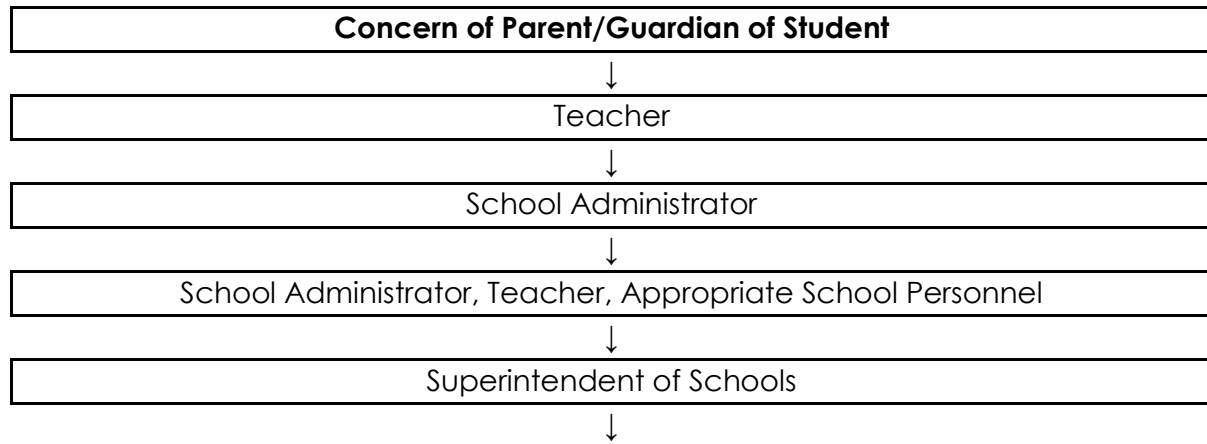 Concern of Parent/Guardian of Student
↓
Teacher
↓
School Administrator
↓
School Administrator, Teacher, Appropriate School Personnel
↓
Superintendent of Schools
↓